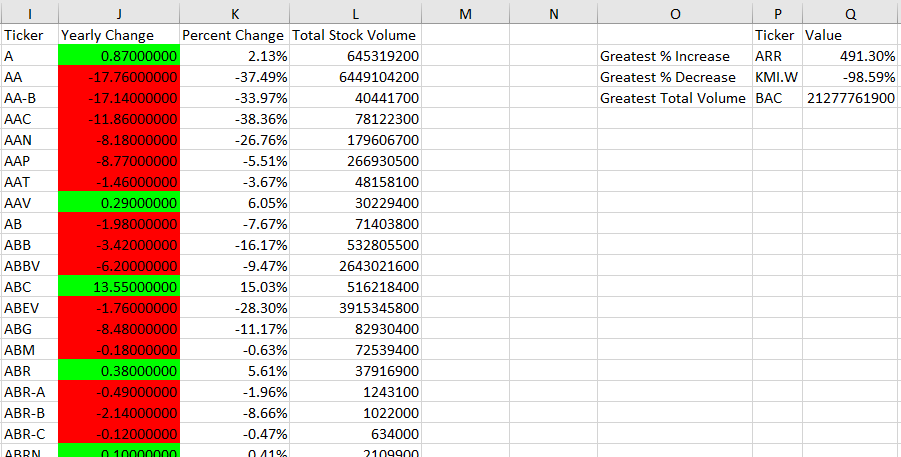 I J K L M N O P Q
Ticker Yearly Change Percent Change Total Stock Volume Ticker Value
A 0.87000000 2.13% 645319200 Greatest % Increase ARR 491.30%
AA -17.76000000 -37.49% 6449104200 Greatest % Decrease KMI.W -98.59%
AA-B -17.14000000 -33.97% 40441700 Greatest Total Volume BAC 21277761900
AAC -11.86000000 -38.36% 78122300
AAN -8.18000000 -26.76% 179606700
AAP -8.77000000 -5.51% 266930500
AAT -1.46000000 -3.67% 48158100
AAV 0.29000000 6.05% 30229400
AB -1.98000000 -7.67% 71403800
ABB -3.42000000 -16.17% 532805500
ABBV -6.20000000 -9.47% 2643021600
ABC 13.55000000 15.03% 516218400
ABEV -1.76000000 -28.30% 3915345800
ABG -8.48000000 -11.17% 82930400
ABM -0.18000000 -0.63% 72539400
ABR 0.38000000 5.61% 37916900
ABR-A -0.49000000 -1.96% 1243100
ABR-B -2.14000000 -8.66% 1022000
ABR-C -0.12000000 -0.47% 634000
ABRN 0.10000000 0.41% 2109900